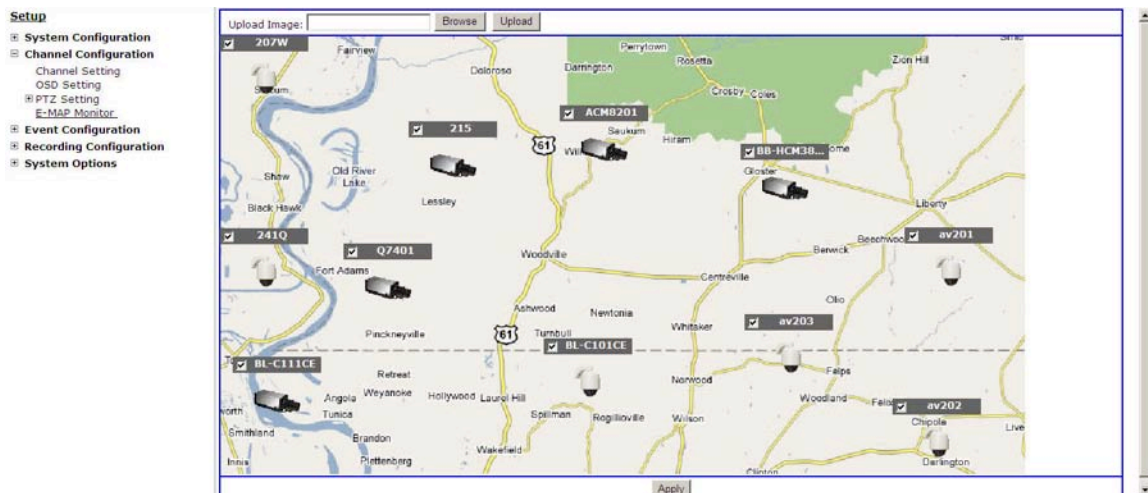 Setup
System Configuration
Channel Configuration
Channel Setting
OSD Setting
PTZ Setting
E-MAP Monitor
Event Configuration
Recording Configuration
System Options
Upload Image:
Browse
Upload
207W
Fairview
Perrytown
Doloroso
Darrington
Rosetta
Zion Hill
Crosby
Coles
215
ACM8201
Saukum
Hiram
61
BB-HCM38...
Gloster
Shaw
Old River
Lake
Lessley
Black Hawk
Liberty
241Q
Q7401
Fort Adams
Woodville
Berwick
av201
Centreville
Ashwood
Newtonia
Olio
Pinckneyville
61
Turnbull
Whitaker
av203
BL-C101CE
BL-C111CE
Retreat
Weyanoke
Angola
Tunica
Hollywood
Laurel Hill
Norwood
Felps
Woodland
av202
Spillman
Rogillioville
Wilson
Chipola
Smithland
Brandon
Wakefield
Darlington
Innis
Plettenberg
Clinton
Apply